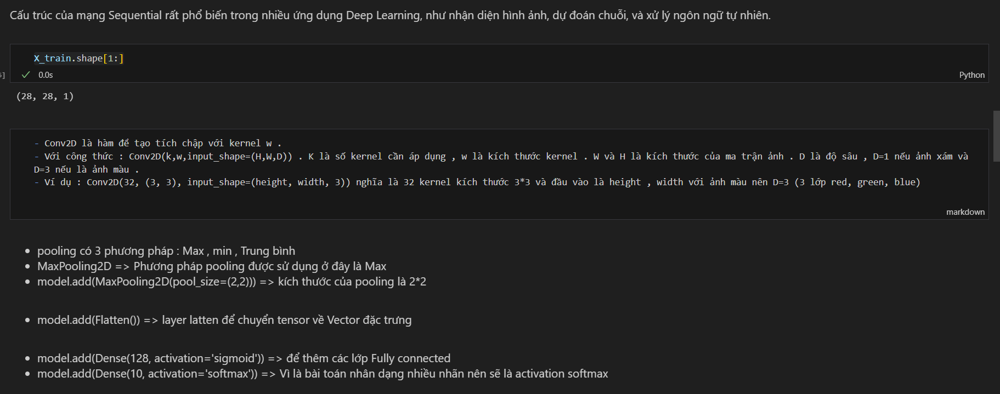 Cấu trúc của mạng Sequential rất phổ biến trong nhiều ứng dụng Deep Learning, như nhận diện hình ảnh, dự đoán chuỗi, và xử lý ngôn ngữ tự nhiên.
X_train.shape[1:]
✓ 0.0s
Python
(28, 28, 1)
- Conv2D là hàm để tạo tích chập với kernel w .
- Với công thức : Conv2D(k,w,input_shape=(H,W,D)) . K là số kernel cần áp dụng , w là kích thước kernel . W và H là kích thước của ma trận ảnh . D là độ sâu , D=1 nếu ảnh xám và
D=3 nếu là ảnh màu .
- Ví dụ : Conv2D(32, (3, 3), input_shape=(height, width, 3)) nghĩa là 32 kernel kích thước 3*3 và đầu vào là height , width với ảnh màu nên D=3 (3 lớp red, green, blue)
markdown
• pooling có 3 phương pháp : Max , min , Trung bình
• MaxPooling2D => Phương pháp pooling được sử dụng ở đây là Max
• model.add(MaxPooling2D(pool_size=(2,2))) => kích thước của pooling là 2*2
• model.add(Flatten()) => layer latten để chuyển tensor về Vector đặc trưng
• model.add(Dense(128, activation='sigmoid')) => để thêm các lớp Fully connected
• model.add(Dense(10, activation='softmax')) => Vì là bài toán nhân dạng nhiều nhãn nên sẽ là activation softmax